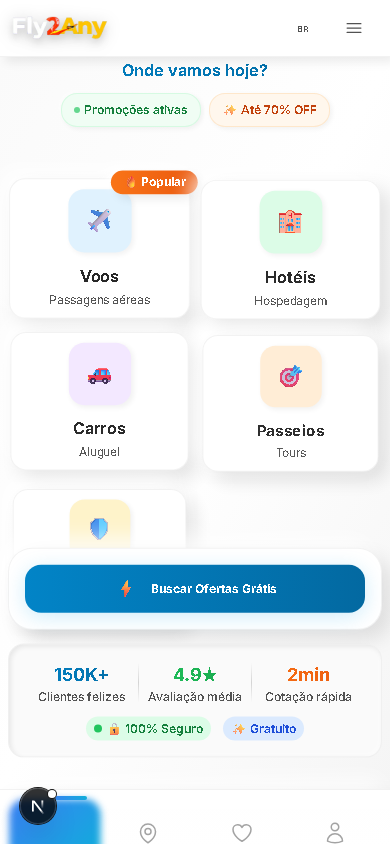 Fly2Any
BR
Onde vamos hoje?
Promoções ativas
Até 70% OFF
Popular
Voos
Passagens aéreas
Hotéis
Hospedagem
Carros
Aluguel
Passeios
Tours
Buscar Ofertas Grátis
150K+
Clientes felizes
4.9★
Avaliação média
2min
Cotação rápida
100% Seguro
Gratuito
N